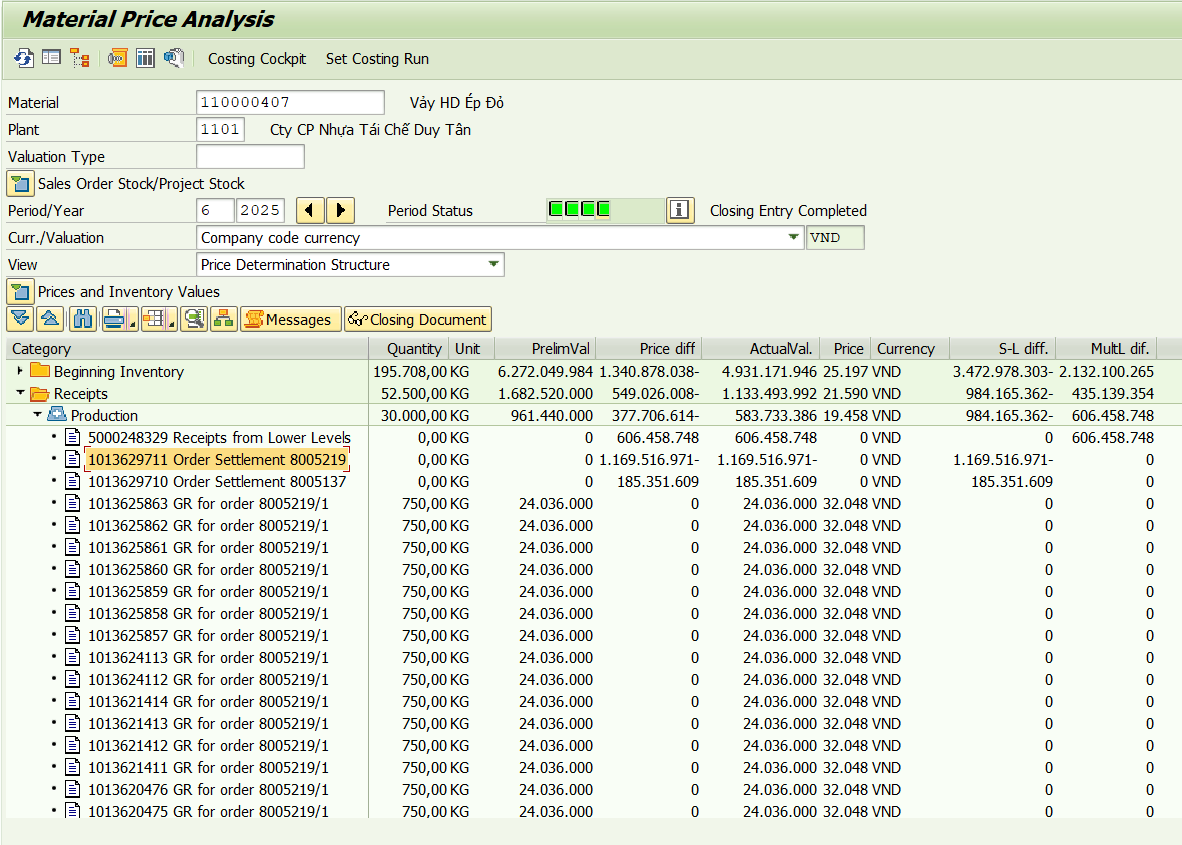 Material Price Analysis
Costing Cockpit Set Costing Run
Material 110000407 Vảy HD Ép Đỏ
Plant 1101 Cty CP Nhựa Tái Chế Duy Tân
Valuation Type
Sales Order Stock/Project Stock
Period/Year 6 2025 Period Status Closing Entry Completed
Curr./Valuation Company code currency VND
View Price Determination Structure
Prices and Inventory Values
Messages Closing Document
Category Quantity Unit PrelimVal Price diff ActualVal. Price Currency S-L diff. MultL dif.
Beginning Inventory 195.708,00 KG 6.272.049.984 1.340.878.038- 4.931.171.946 25.197 VND 3.472.978.303- 2.132.100.265
Receipts 52.500,00 KG 1.682.520.000 549.026.008- 1.133.493.992 21.590 VND 984.165.362- 435.139.354
Production 30.000,00 KG 961.440.000 377.706.614- 583.733.386 19.458 VND 984.165.362- 606.458.748
5000248329 Receipts from Lower Levels 0,00 KG 0 606.458.748 606.458.748 0 VND 0 606.458.748
1013629711 Order Settlement 8005219 0,00 KG 0 1.169.516.971- 1.169.516.971- 0 VND 1.169.516.971- 0
1013629710 Order Settlement 8005137 0,00 KG 0 185.351.609 185.351.609 0 VND 185.351.609 0
1013625863 GR for order 8005219/1 750,00 KG 24.036.000 0 24.036.000 32.048 VND 0 0
1013625862 GR for order 8005219/1 750,00 KG 24.036.000 0 24.036.000 32.048 VND 0 0
1013625861 GR for order 8005219/1 750,00 KG 24.036.000 0 24.036.000 32.048 VND 0 0
1013625860 GR for order 8005219/1 750,00 KG 24.036.000 0 24.036.000 32.048 VND 0 0
1013625859 GR for order 8005219/1 750,00 KG 24.036.000 0 24.036.000 32.048 VND 0 0
1013625858 GR for order 8005219/1 750,00 KG 24.036.000 0 24.036.000 32.048 VND 0 0
1013625857 GR for order 8005219/1 750,00 KG 24.036.000 0 24.036.000 32.048 VND 0 0
1013624113 GR for order 8005219/1 750,00 KG 24.036.000 0 24.036.000 32.048 VND 0 0
1013624112 GR for order 8005219/1 750,00 KG 24.036.000 0 24.036.000 32.048 VND 0 0
1013621414 GR for order 8005219/1 750,00 KG 24.036.000 0 24.036.000 32.048 VND 0 0
1013621413 GR for order 8005219/1 750,00 KG 24.036.000 0 24.036.000 32.048 VND 0 0
1013621412 GR for order 8005219/1 750,00 KG 24.036.000 0 24.036.000 32.048 VND 0 0
1013621411 GR for order 8005219/1 750,00 KG 24.036.000 0 24.036.000 32.048 VND 0 0
1013620476 GR for order 8005219/1 750,00 KG 24.036.000 0 24.036.000 32.048 VND 0 0
1013620475 GR for order 8005219/1 750,00 KG 24.036.000 0 24.036.000 32.048 VND 0 0